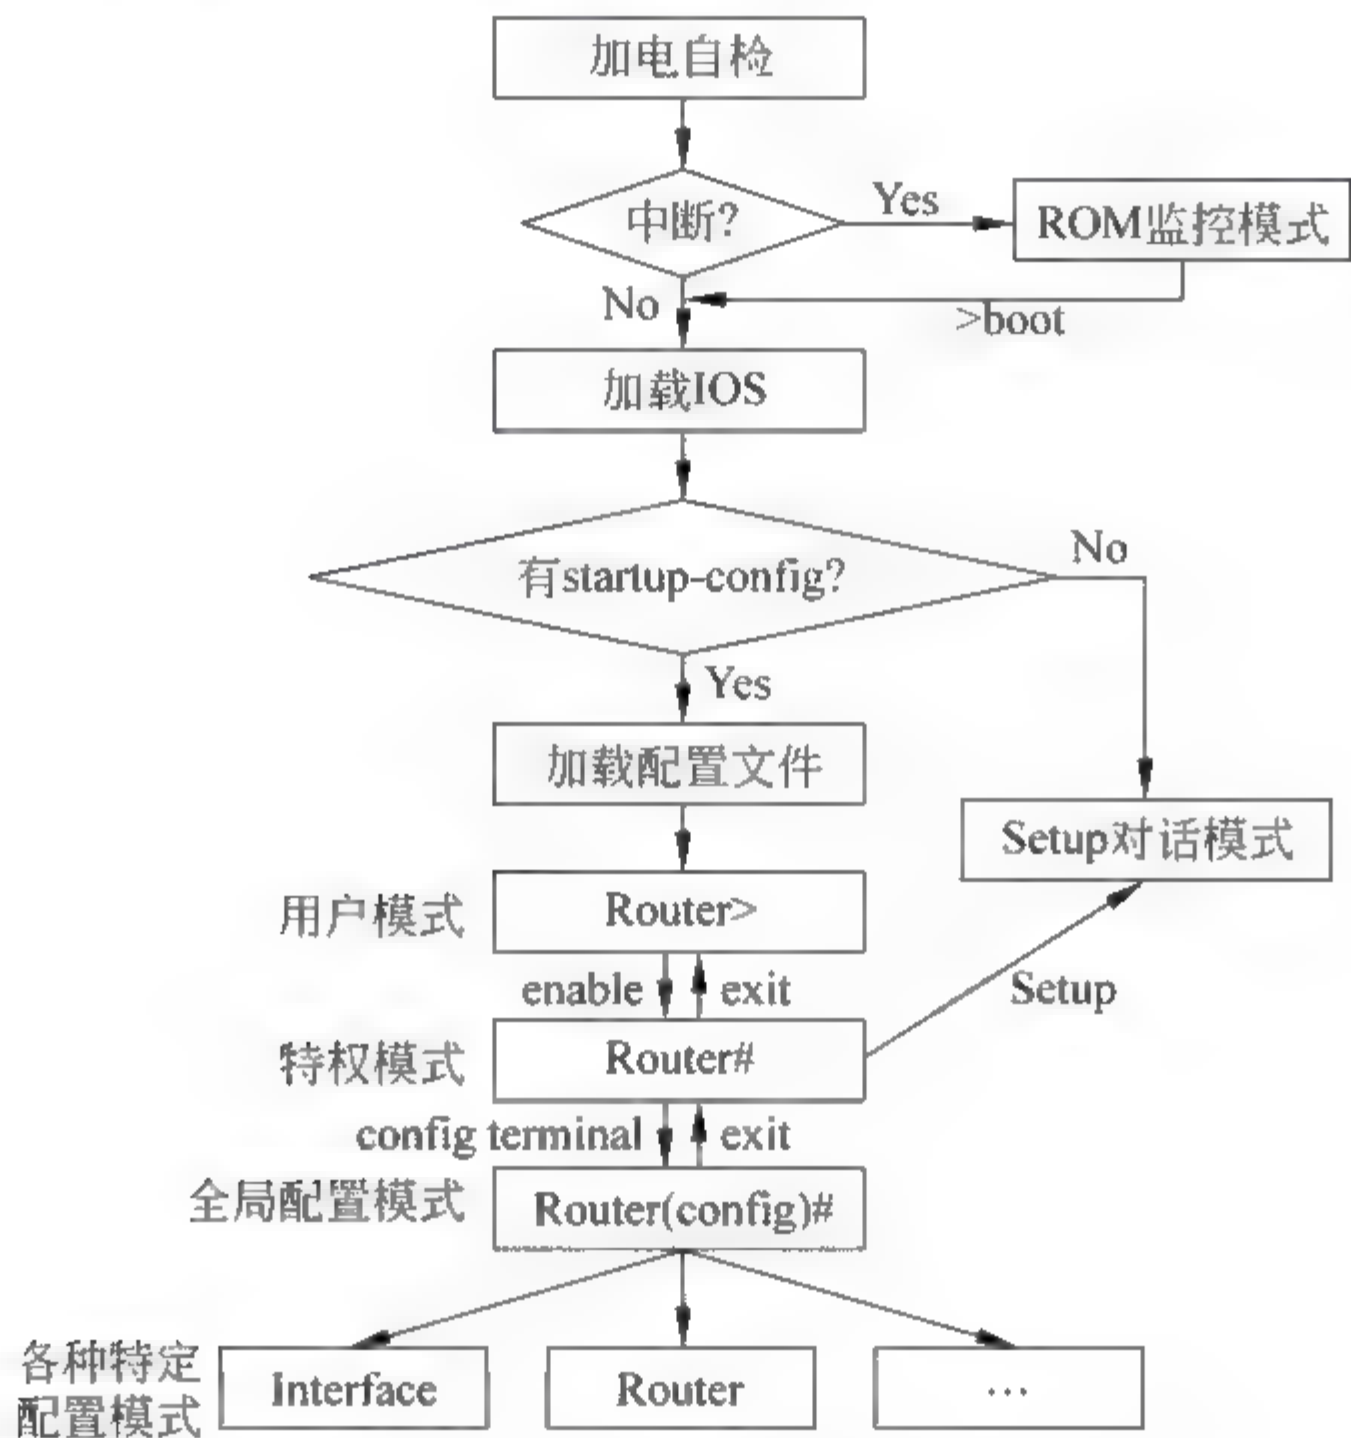 加电自检
中断?
Yes
ROM监控模式
No
>boot
加载IOS
有startup-config?
No
Yes
加载配置文件
Setup对话模式
用户模式
Router>
enable
exit
Setup
特权模式
Router#
config terminal
exit
全局配置模式
Router(config)#
各种特定
配置模式
Interface
Router
…